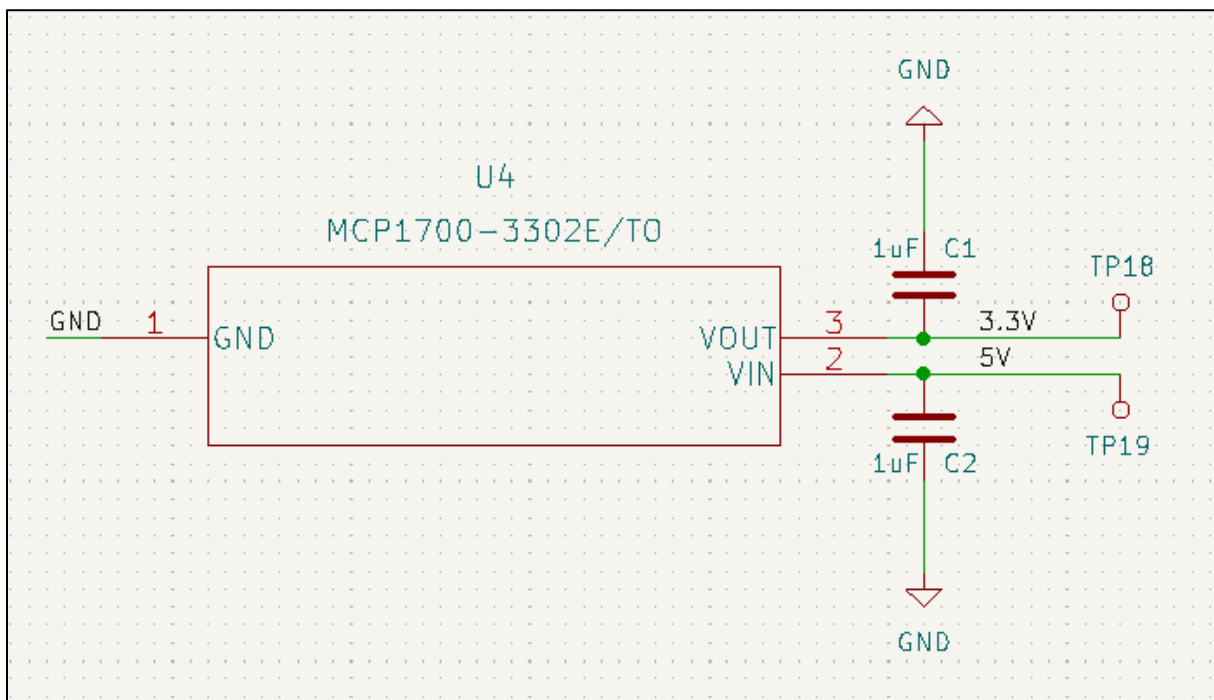 GND
U4
MCP1700-3302E/TO
1uF C1
TP18
GND 1 GND
VOUT 3 3.3V
VIN 2 5V
1uF C2
TP19
GND